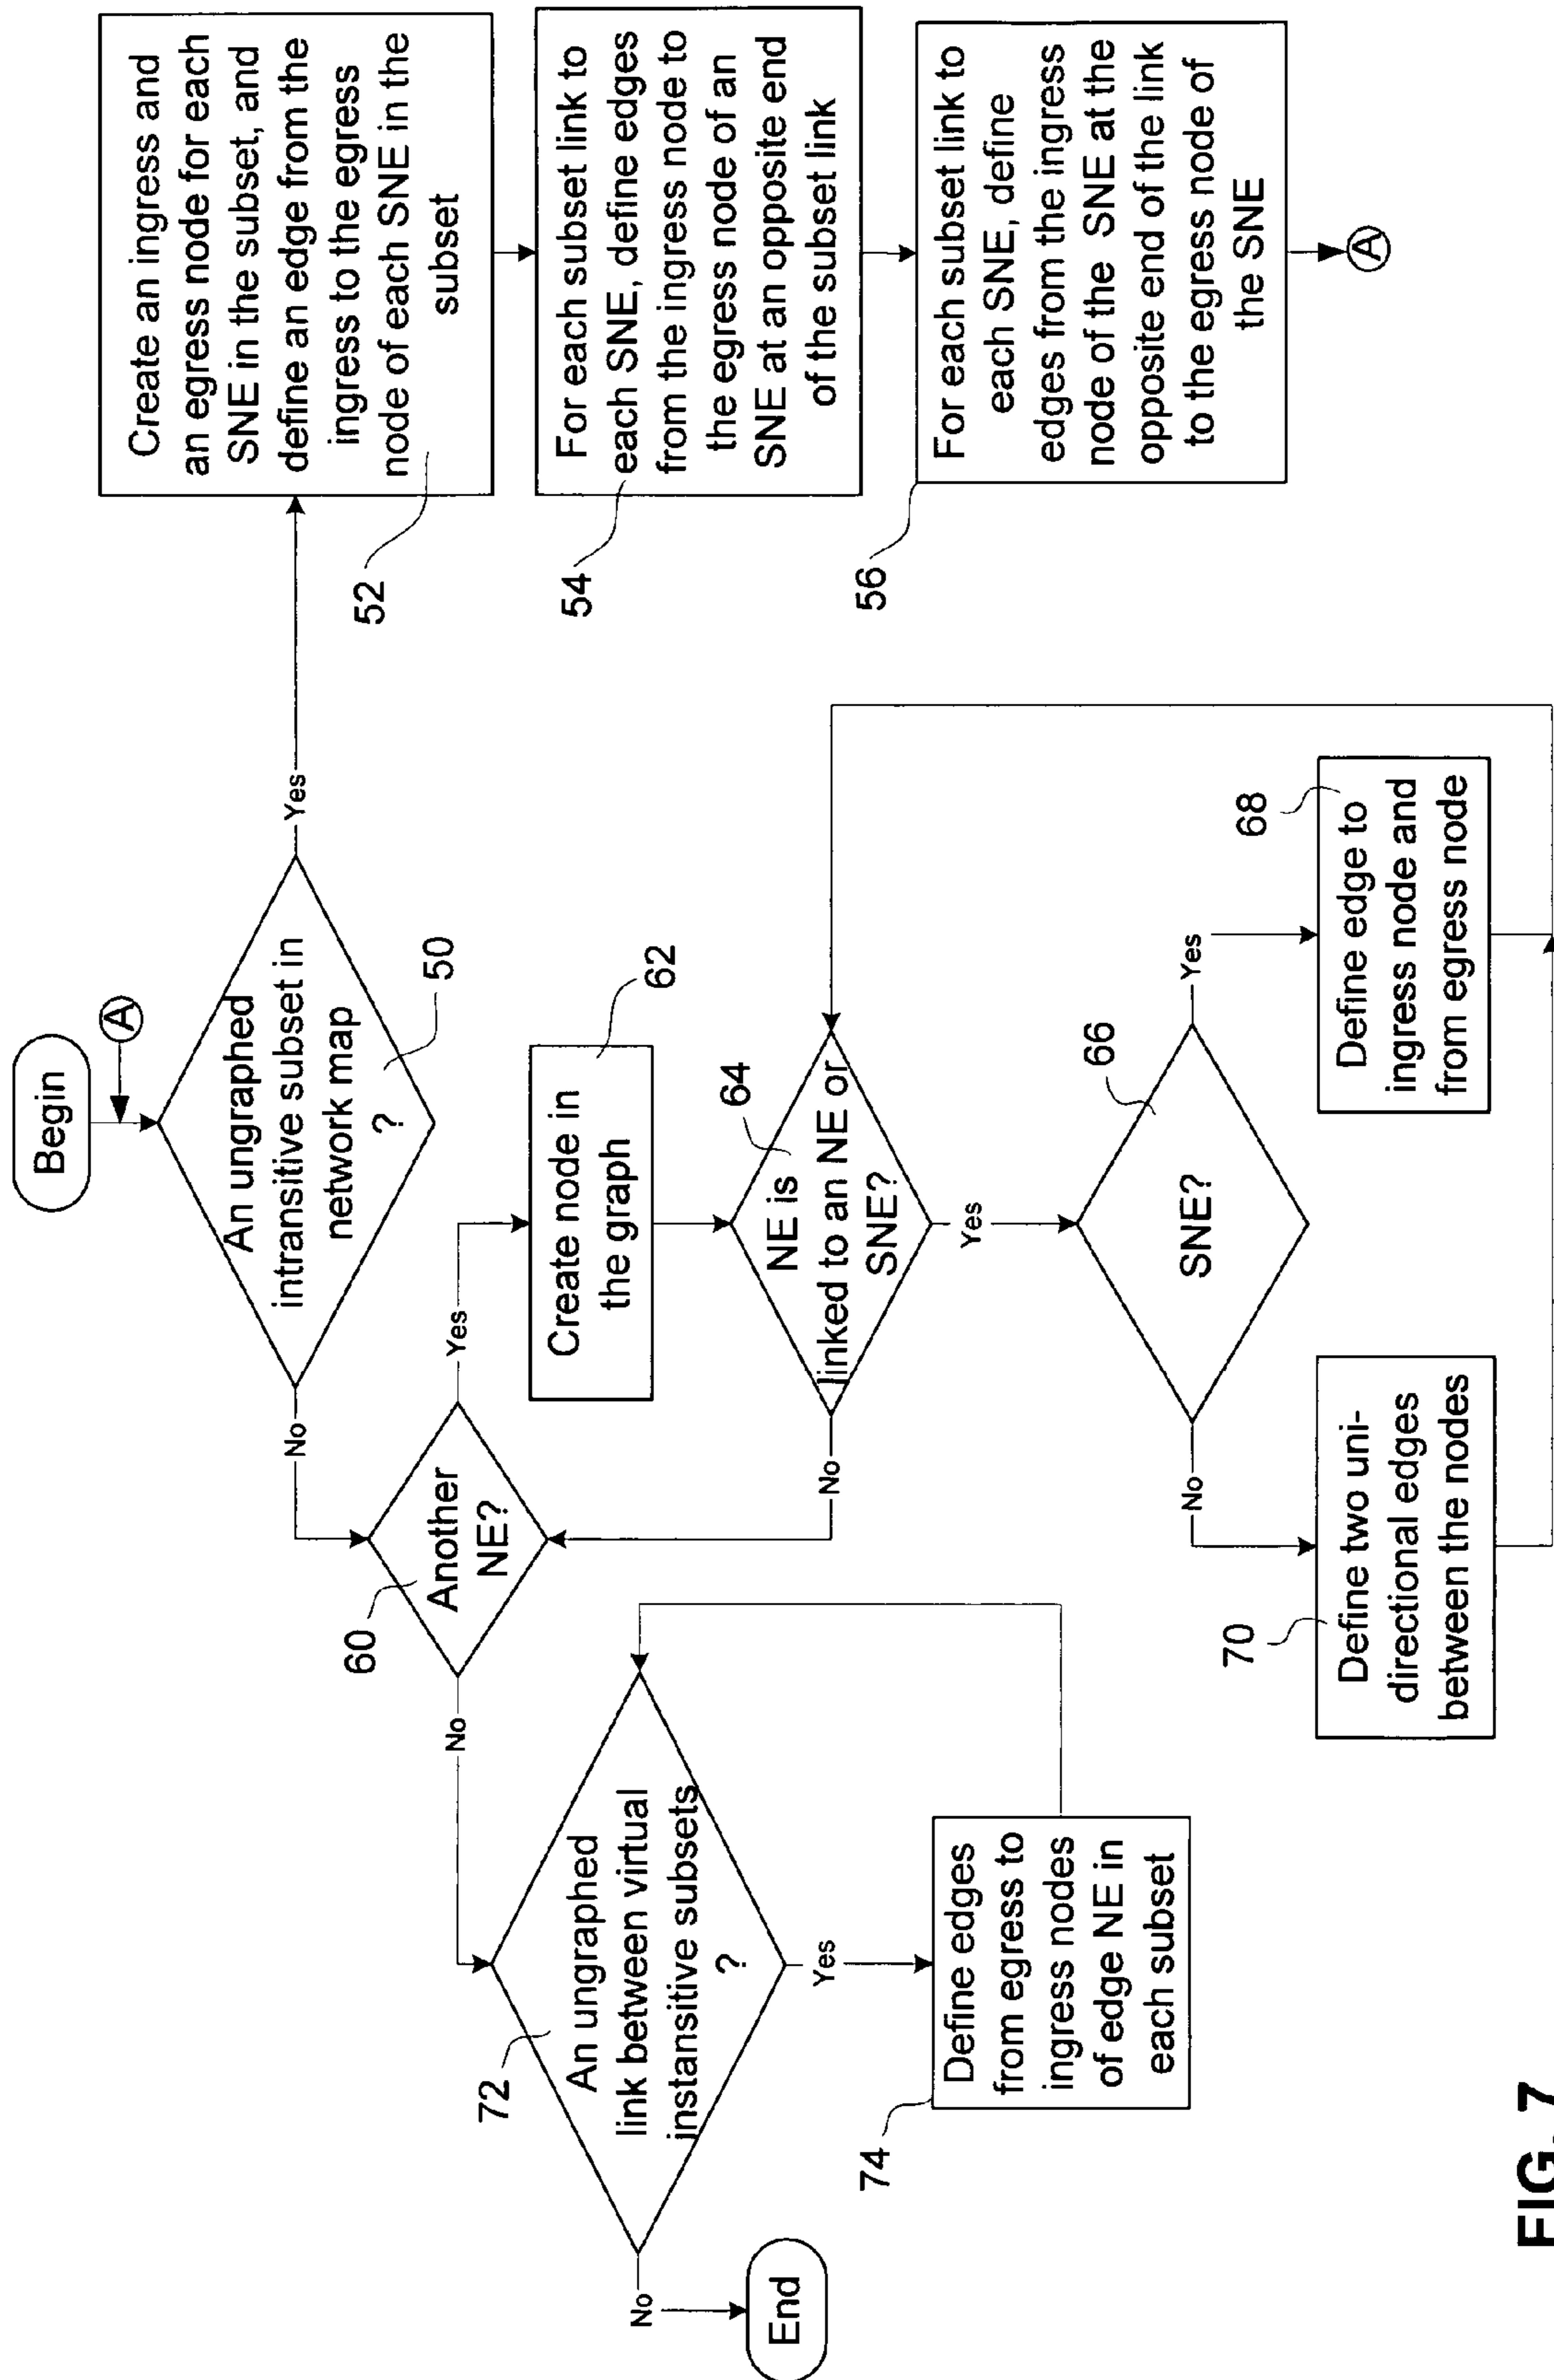 Begin
A
An ungraphed
intransitive subset in
network map
?
50
Yes
No
Create an ingress and
an egress node for each
SNE in the subset, and
define an edge from the
ingress to the egress
node of each SNE in the
subset
52
For each subset link to
each SNE, define edges
from the ingress node to
the egress node of an
SNE at an opposite end
of the subset link
54
For each subset link to
each SNE, define
edges from the ingress
node of the SNE at the
opposite end of the link
to the egress node of
the SNE
56
A
Another
NE?
60
Yes
No
Create node in
the graph
62
NE is
linked to an NE or
SNE?
64
No
Yes
SNE?
66
Yes
No
Define edge to
ingress node and
from egress node
68
Define two uni-
directional edges
between the nodes
70
An ungraphed
link between virtual
instansitive subsets
?
72
Yes
No
Define edges
from egress to
ingress nodes
of edge NE in
each subset
74
End
FIG. 7